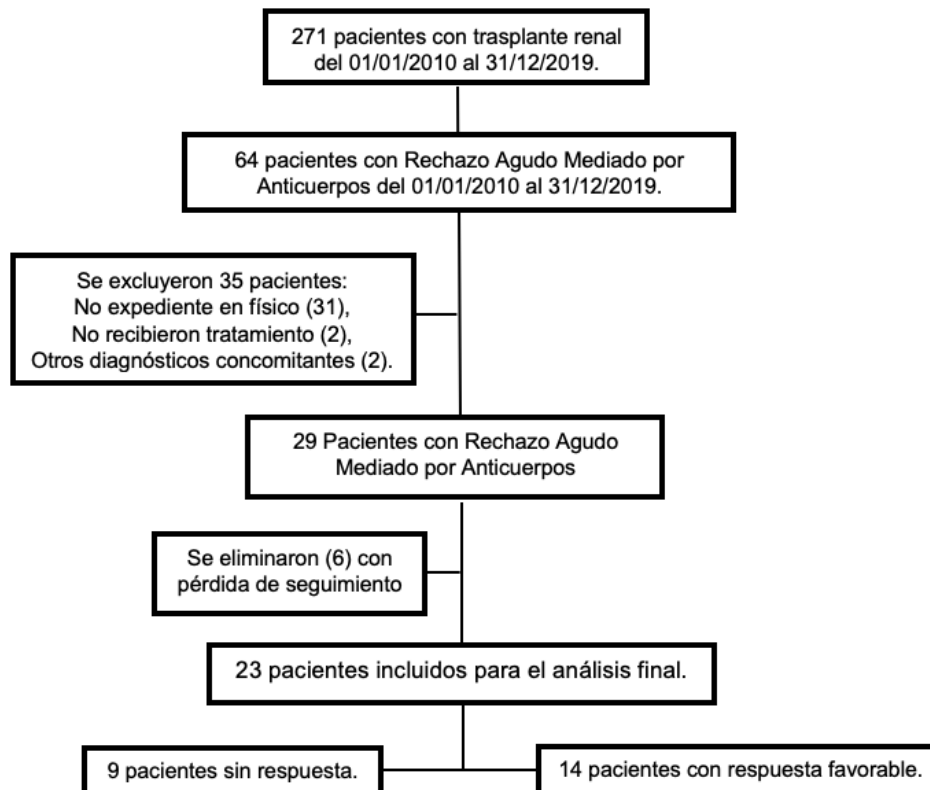 271 pacientes con trasplante renal
del 01/01/2010 al 31/12/2019.
64 pacientes con Rechazo Agudo Mediado por
Anticuerpos del 01/01/2010 al 31/12/2019.
Se excluyeron 35 pacientes:
No expediente en físico (31),
No recibieron tratamiento (2),
Otros diagnósticos concomitantes (2).
29 Pacientes con Rechazo Agudo
Mediado por Anticuerpos
Se eliminaron (6) con
pérdida de seguimiento
23 pacientes incluidos para el análisis final.
9 pacientes sin respuesta.
14 pacientes con respuesta favorable.